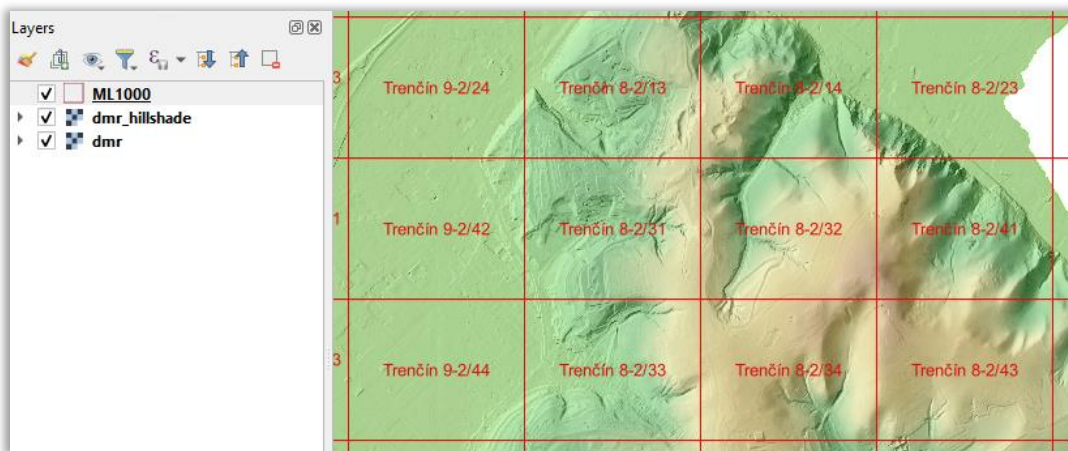 Layers
ML1000
dmr_hillshade
dmr
3
Trenčín 9-2/24
Trenčín 8-2/13
Trenčín 8-2/14
Trenčín 8-2/23
1
Trenčín 9-2/42
Trenčín 8-2/31
Trenčín 8-2/32
Trenčín 8-2/41
3
Trenčín 9-2/44
Trenčín 8-2/33
Trenčín 8-2/34
Trenčín 8-2/43